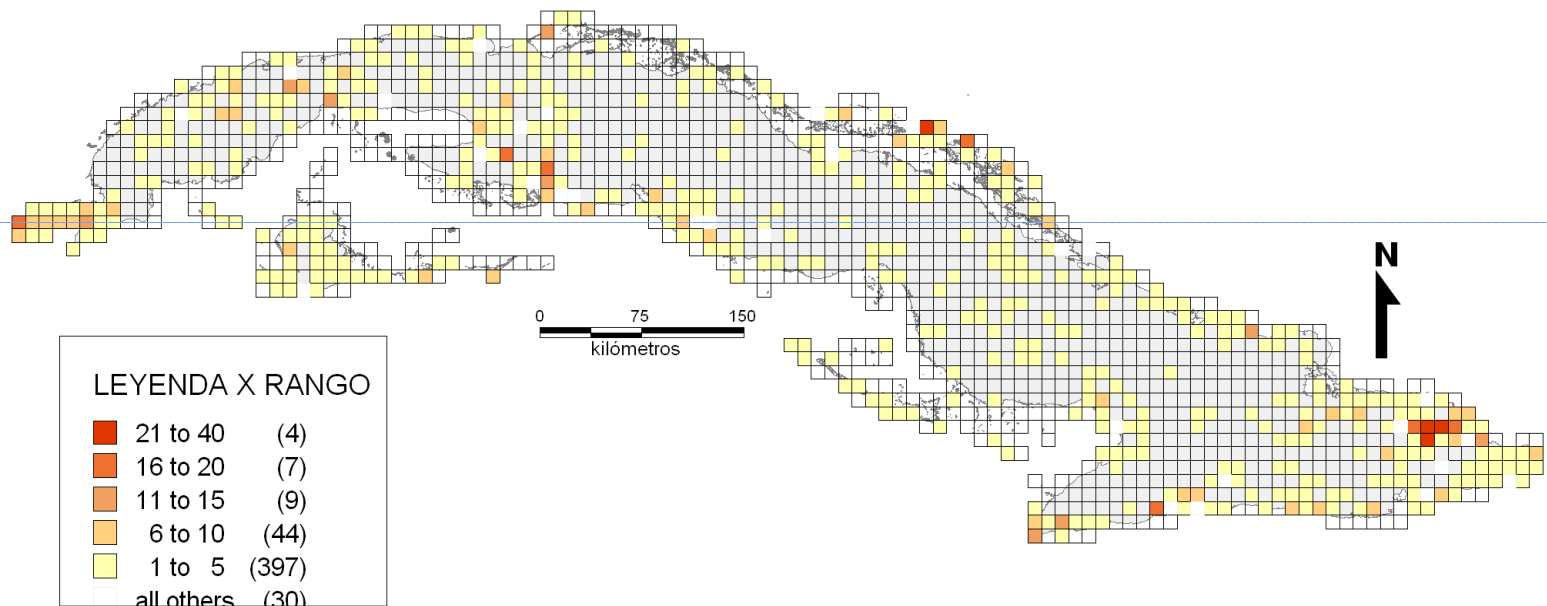 N
0 75 150
kilómetros
LEYENDA X RANGO
21 to 40 (4)
16 to 20 (7)
11 to 15 (9)
6 to 10 (44)
1 to 5 (397)
all others (30)